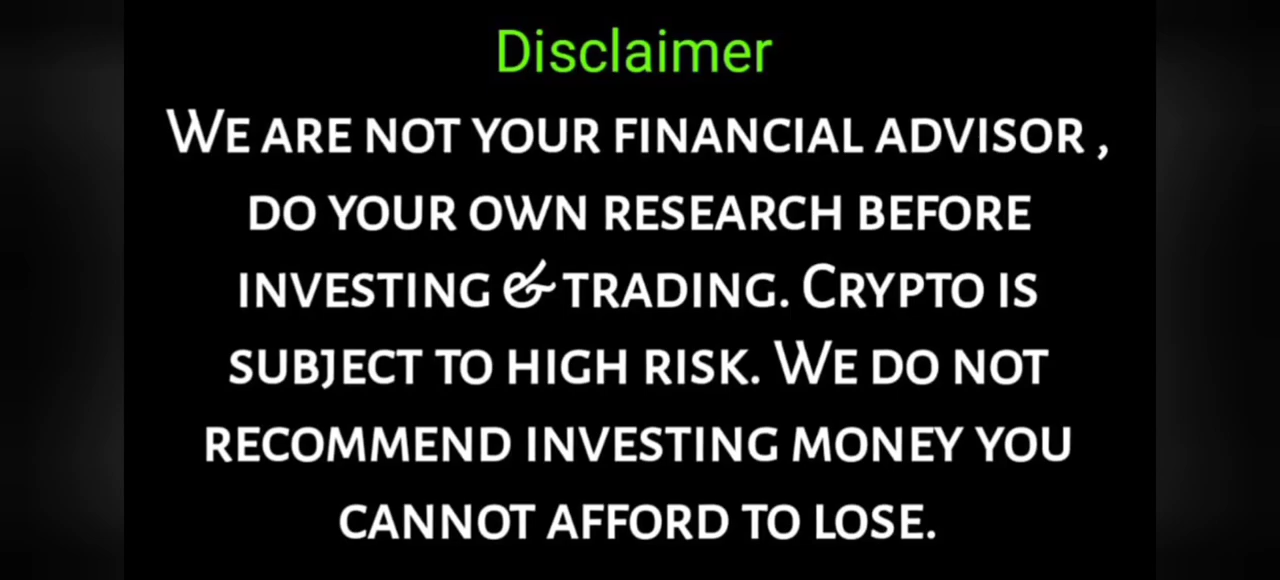 Disclaimer
We are not your financial advisor ,
do your own research before
investing & trading. Crypto is
subject to high risk. We do not
recommend investing money you
cannot afford to lose.